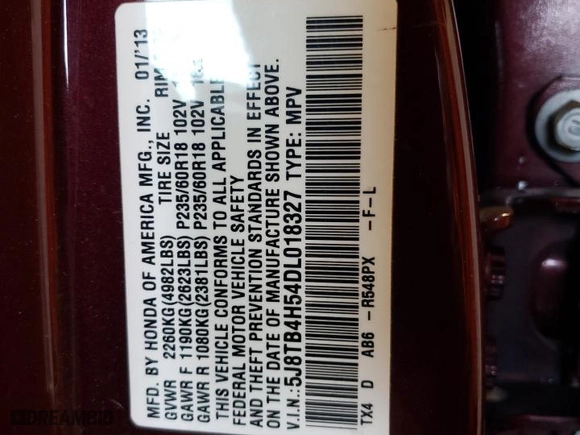 MFD. BY HONDA OF AMERICA MFG., INC. 01/'13
GVWR 2260KG(4982LBS) TIRE SIZE RIM
GAWR F 1190KG(2623LBS) P235/60R18 102V
GAWR R 1080KG(2381LBS) P235/60R18 102V
THIS VEHICLE CONFORMS TO ALL APPLICABLE
FEDERAL MOTOR VEHICLE SAFETY
AND THEFT PREVENTION STANDARDS IN EFFECT
ON THE DATE OF MANUFACTURE SHOWN ABOVE.
V.I.N.: 5J8TB4H54DL018327 TYPE: MPV
TX4 D AB6 -R548PX -F-L
DREAMBID